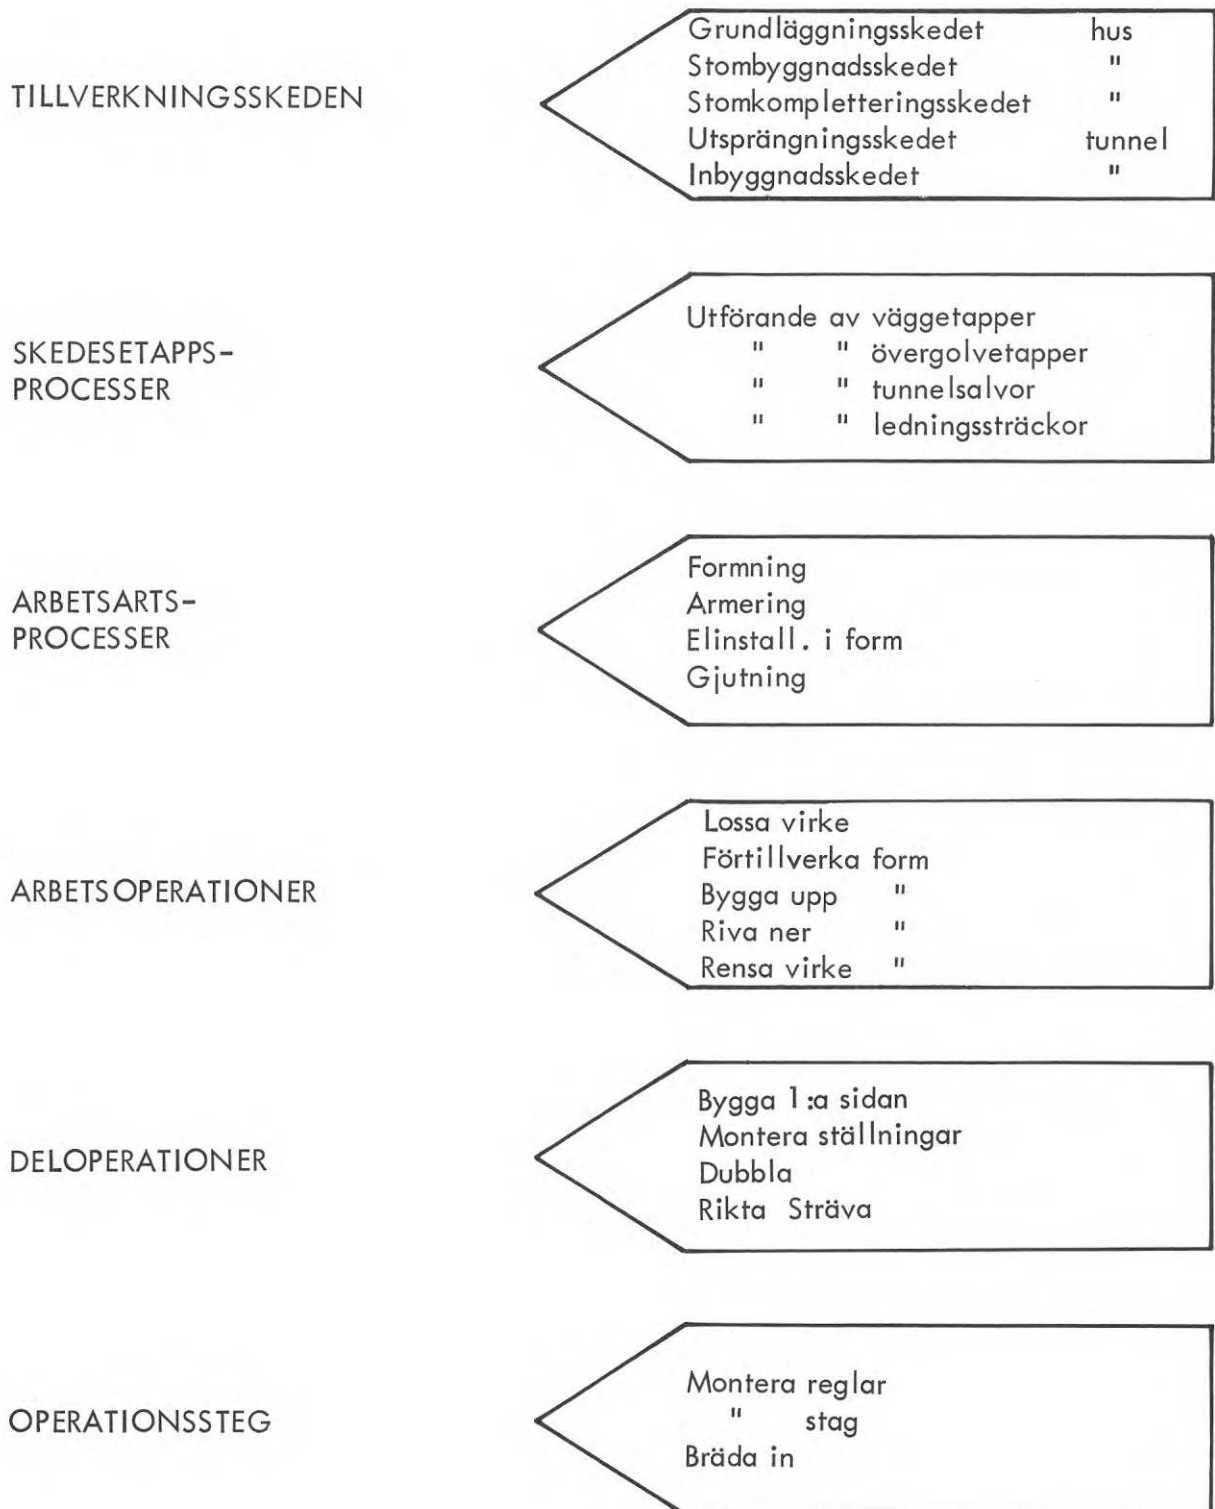 TILLVERKNINGSSKEDEN
Grundläggningsskedet hus
Stombyggnadsskedet "
Stomkompletteringsskedet "
Utsprängningsskedet tunnel
Inbyggnadsskedet "
SKEDESETAPPS-
PROCESSER
Utförande av väggetapper
" " övergolvetapper
" " tunnelsalvor
" " ledningssträckor
ARBETSARTS-
PROCESSER
Formning
Armering
Elinstall. i form
Gjutning
ARBETSOPERATIONER
Lossa virke
Förtillverka form
Bygga upp "
Riva ner "
Rensa virke "
DELOPERATIONER
Bygga 1:a sidan
Montera ställningar
Dubbla
Rikta Sträva
OPERATIONSSTEG
Montera reglar
" stag
Bräda in